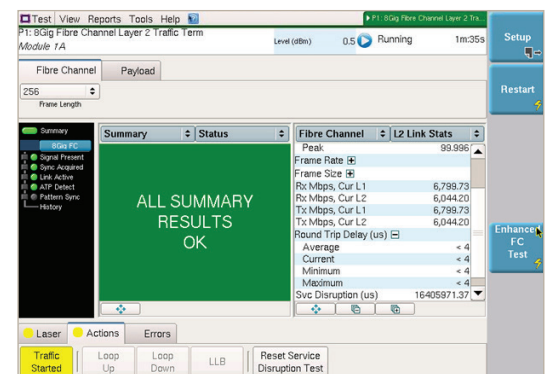 Test View Reports Tools Help
P1: 8Gig Fibre Channel Layer 2 Tra...
P1: 8Gig Fibre Channel Layer 2 Traffic Term
Module 1A
Level (dBm) 0.5 Running 1m:35s
Setup
Fibre Channel Payload
256
Frame Length
Restart
Summary
8Gig FC
Signal Present
Sync Acquired
Link Active
ATP Detect
Pattern Sync
History
Summary Status
ALL SUMMARY
RESULTS
OK
Fibre Channel L2 Link Stats
Peak 99.996
Frame Rate
Frame Size
Rx Mbps, Cur L1 6,799.73
Rx Mbps, Cur L2 6,044.20
Tx Mbps, Cur L1 6,799.73
Tx Mbps, Cur L2 6,044.20
Round Trip Delay (us)
Average < 4
Current < 4
Minimum < 4
Maximum < 4
Svc Disruption (us) 16405971.37
Enhanced
FC
Test
Laser Actions Errors
Traffic
Started
Loop
Up
Loop
Down
LLB
Reset Service
Disruption Test